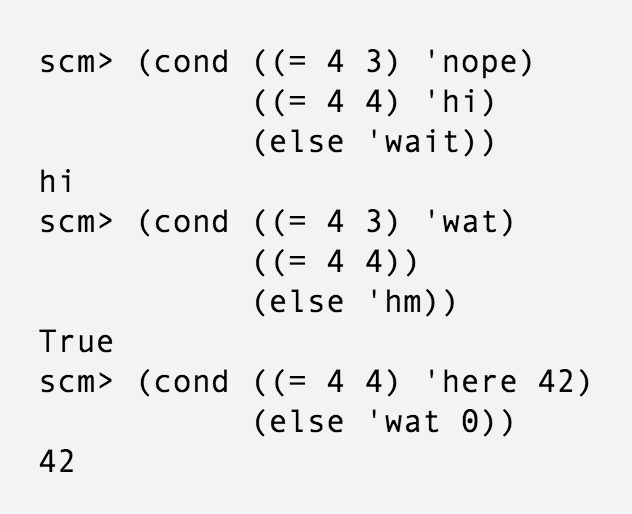 scm> (cond ((= 4 3) 'nope)
           ((= 4 4) 'hi)
           (else 'wait))
hi
scm> (cond ((= 4 3) 'wat)
           ((= 4 4))
           (else 'hm))
True
scm> (cond ((= 4 4) 'here 42)
           (else 'wat 0))
42